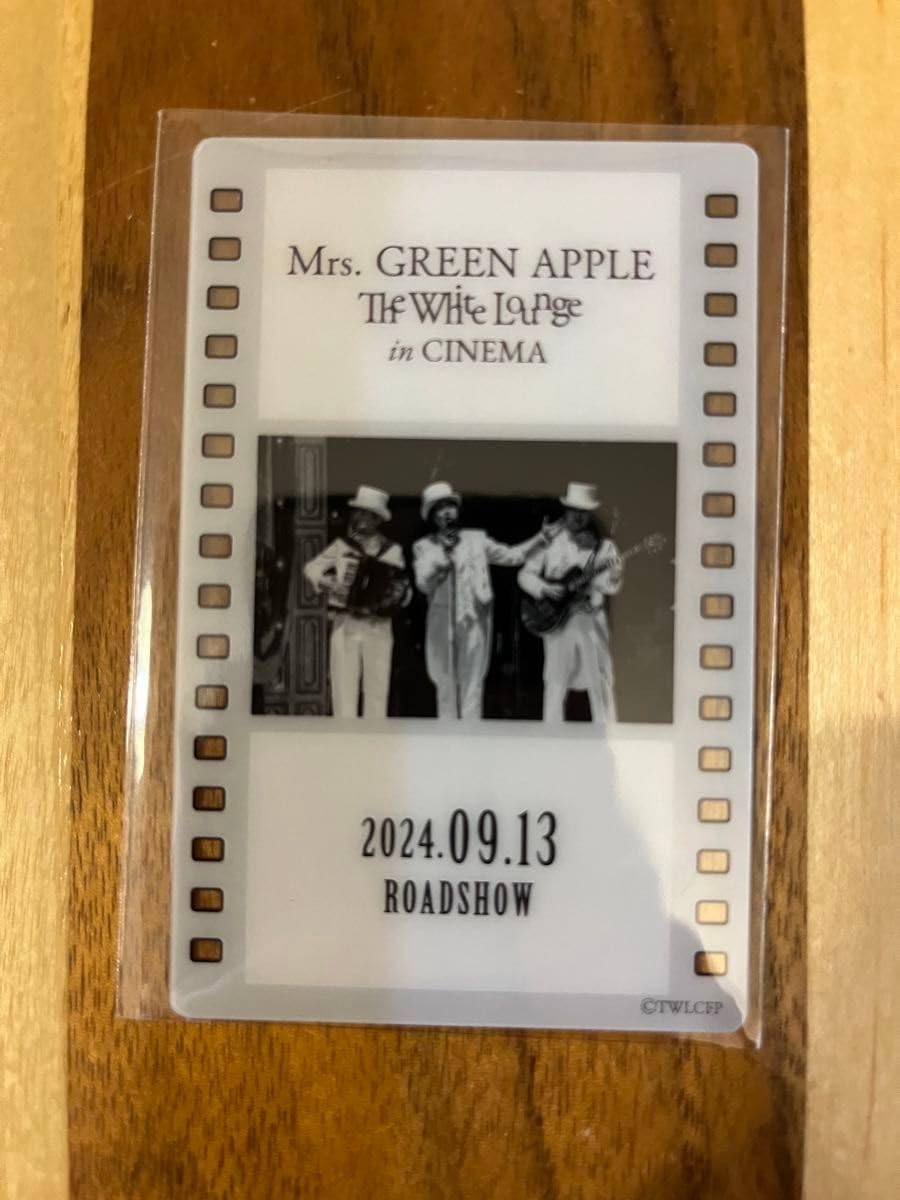 Mrs. GREEN APPLE
The White Lounge
in CINEMA
2024.09.13
ROADSHOW
©TWLCFP